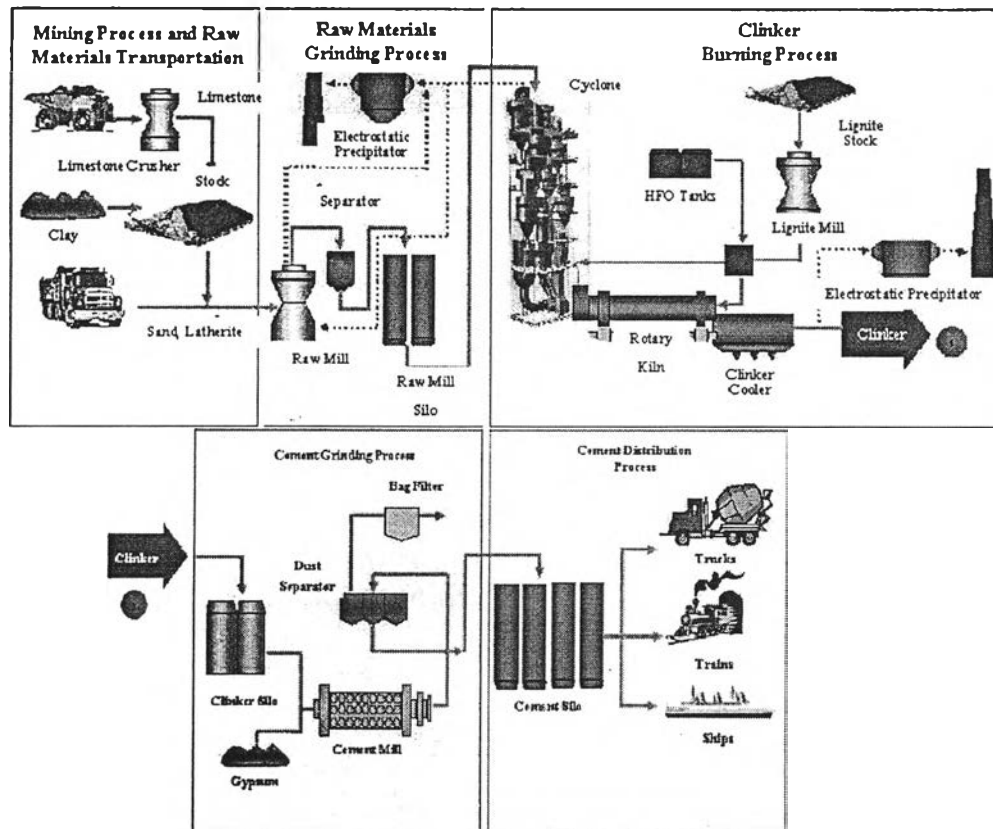 Mining Process and Raw
Materials Transportation
Limestone
Limestone Crusher
Stock
Clay
Sand, Latherite
Raw Materials
Grinding Process
Electrostatic
Precipitator
Separator
Raw Mill
Raw Mill
Silo
Clinker
Burning Process
Cyclone
Lignite
Stock
HFO Tanks
Lignite Mill
Electrostatic Precipitator
Rotary
Kiln
Clinker
Clinker
Cooler
Clinker
Cement Grinding Process
Bag Filter
Dust
Separator
Clinker Silo
Cement Mill
Gypsum
Cement Distribution
Process
Trucks
Trains
Cement Silo
Ships